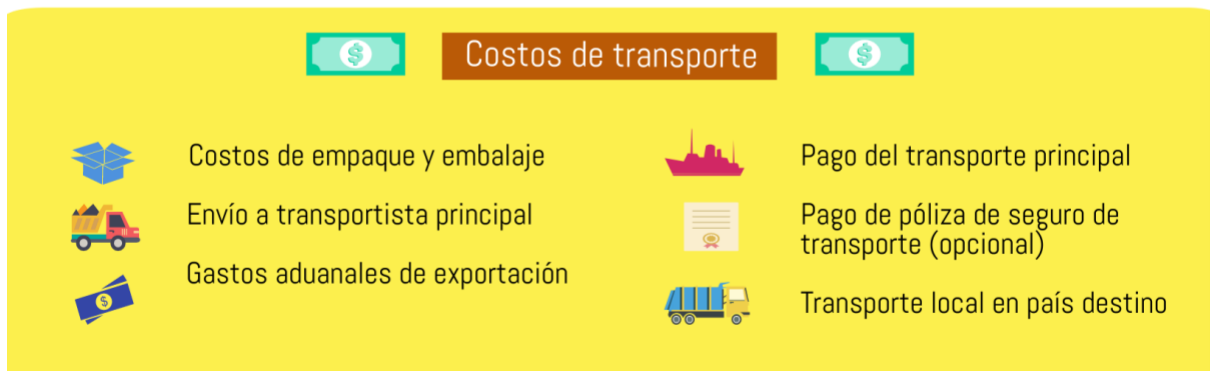 Costos de transporte
Costos de empaque y embalaje
Envío a transportista principal
Gastos aduanales de exportación
Pago del transporte principal
Pago de póliza de seguro de
transporte (opcional)
Transporte local en país destino